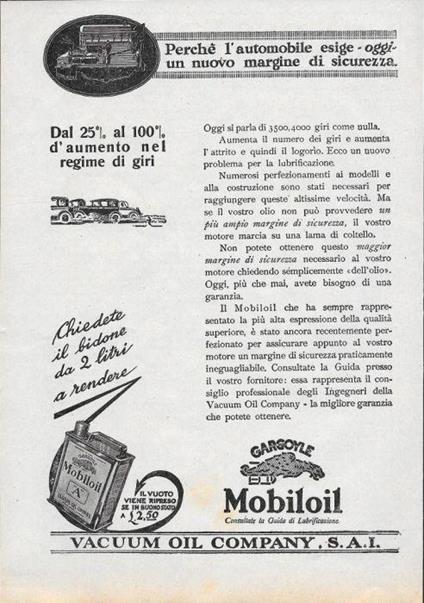 Perchè l'automobile esige - oggi -
un nuovo margine di sicurezza.
Dal 25% al 100%
d'aumento nel
regime di giri
Oggi si parla di 3500,4000 giri come nulla.
Aumenta il numero dei giri e aumenta
l'attrito e quindi il logorìo. Ecco un nuovo
problema per la lubrificazione.
Numerosi perfezionamenti ai modelli e
alla costruzione sono stati necessari per
raggiungere queste altissime velocità. Ma
se il vostro olio non può provvedere un
più ampio margine di sicurezza, il vostro
motore marcia su una lama di coltello.
Non potete ottenere questo maggior
margine di sicurezza necessario al vostro
motore chiedendo sémplicemente «dell'olio».
Oggi, più che mai, avete bisogno di una
garanzia.
Il Mobiloil che ha sempre rappre-
sentato la più alta espressione della qualità
superiore, è stato ancora recentemente per-
fezionato per assicurare appunto al vostro
motore un margine di sicurezza praticamente
ineguagliabile. Consultate la Guida presso
il vostro fornitore: essa rappresenta il con-
siglio professionale degli Ingegneri della
Vacuum Oil Company - la migliore garanzia
che potete ottenere.
Chiedete
il bidone
da 2 litri
a rendere
GARGOYLE
Mobiloil
"A"
VACUUM OIL COMPANY
IL VUOTO
VIENE RIPRESO
SE IN BUONO STATO
A £2,50
GARGOYLE
Mobiloil
Consultate la Guida di Lubrificazione
VACUUM OIL COMPANY, S.A.I.